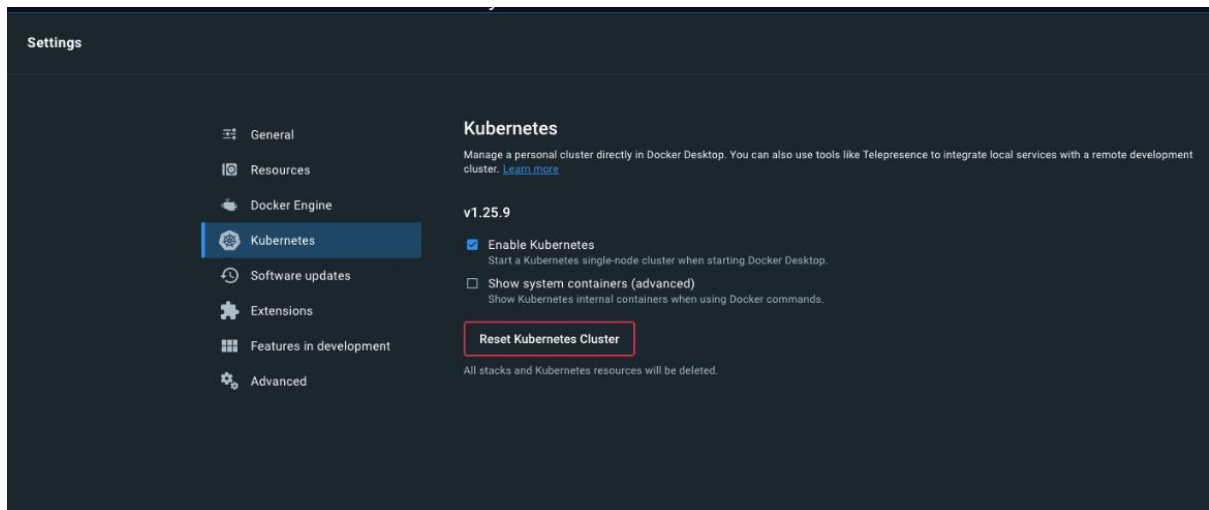 Settings
General
Resources
Docker Engine
Kubernetes
Software updates
Extensions
Features in development
Advanced
Kubernetes
Manage a personal cluster directly in Docker Desktop. You can also use tools like Telepresence to integrate local services with a remote development
cluster. Learn more
v1.25.9
Enable Kubernetes
Start a Kubernetes single-node cluster when starting Docker Desktop.
Show system containers (advanced)
Show Kubernetes internal containers when using Docker commands.
Reset Kubernetes Cluster
All stacks and Kubernetes resources will be deleted.